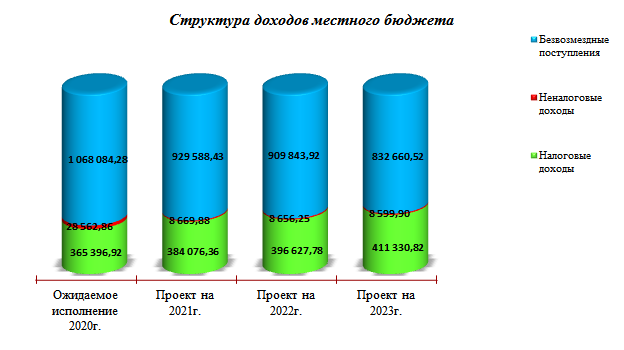 Структура доходов местного бюджета
Безвозмездные
поступления
Неналоговые
доходы
Налоговые
доходы
1 068 084,28
929 588,43
909 843,92
832 660,52
28 562,86
8 669,88
8 656,25
8 599,90
365 396,92
384 076,36
396 627,78
411 330,82
Ожидаемое
исполнение
2020г.
Проект на
2021г.
Проект на
2022г.
Проект на
2023г.